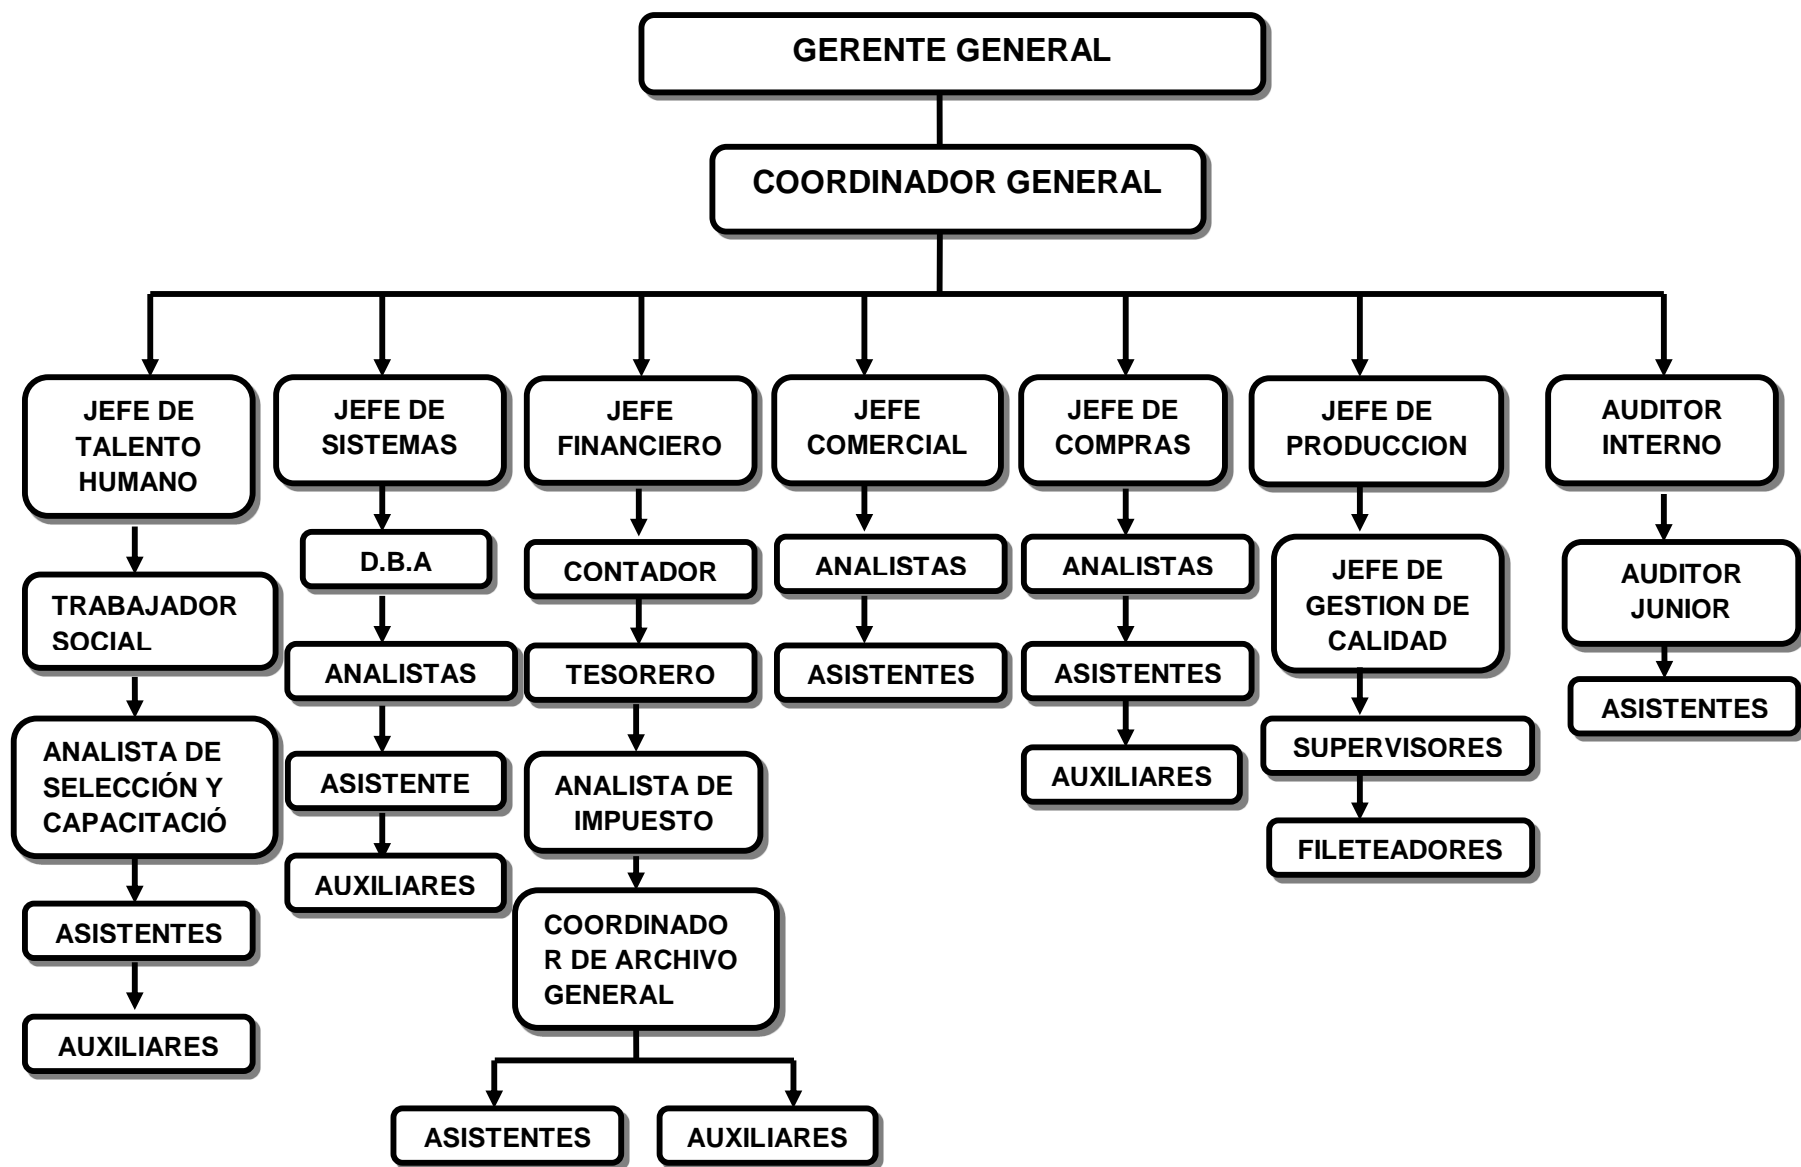 GERENTE GENERAL
COORDINADOR GENERAL
JEFE DE
TALENTO
HUMANO
JEFE DE
SISTEMAS
JEFE
FINANCIERO
JEFE
COMERCIAL
JEFE DE
COMPRAS
JEFE DE
PRODUCCION
AUDITOR
INTERNO
TRABAJADOR
SOCIAL
ANALISTA DE
SELECCIÓN Y
CAPACITACIÓ
ASISTENTES
AUXILIARES
D.B.A
ANALISTAS
ASISTENTE
AUXILIARES
CONTADOR
TESORERO
ANALISTA DE
IMPUESTO
COORDINADO
R DE ARCHIVO
GENERAL
ASISTENTES
AUXILIARES
ANALISTAS
ASISTENTES
ANALISTAS
ASISTENTES
AUXILIARES
JEFE DE
GESTION DE
CALIDAD
SUPERVISORES
FILETEADORES
AUDITOR
JUNIOR
ASISTENTES